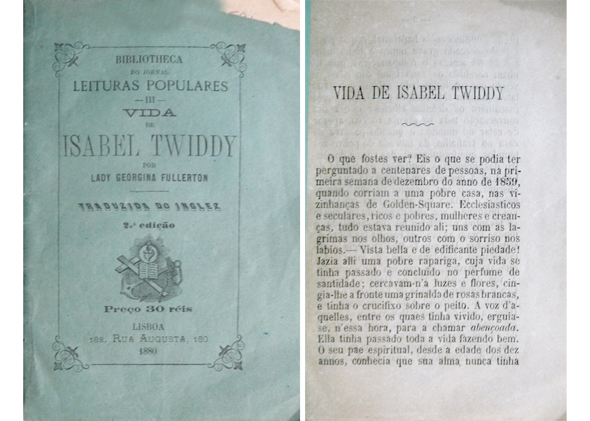 BIBLIOTHECA
DO JORNAL
LEITURAS POPULARES
— III —
VIDA
DE
ISABEL TWIDDY
POR
LADY GEORGINA FULLERTON
TRADUZIDA DO INGLEZ
2.ª edição
Preço 30 réis
LISBOA
RUA AUGUSTA,
1880
VIDA DE ISABEL TWIDDY
O que fostes ver? Eis o que se podia ter
perguntado a centenares de pessoas, na pri-
meira semana de dezembro do anno de 1859,
quando corriam a uma pobre casa, nas vi-
zinhanças de Golden-Square. Ecclesiasticos
e seculares, ricos e pobres, mulheres e crean-
ças, tudo estava reunido ali; uns com as la-
grimas nos olhos, outros com o sorriso nos
labios.— Vista bella e de edificante piedade!
Jazia alli uma pobre rapariga, cuja vida se
tinha passado e concluido no perfume de
santidade; cercavam-n'a luzes e flores, cin-
gia-lhe a fronte uma grinalda de rosas brancas,
e tinha o crucifixo sobre o peito. A voz d'a-
quelles, entre os quaes tinha vivido, erguia-
se, n'essa hora, para a chamar abençoada.
Ella tinha passado toda a vida fazendo bem.
O seu pae espiritual, desde a edade dos dez
annos, conhecia que sua alma nunca tinha